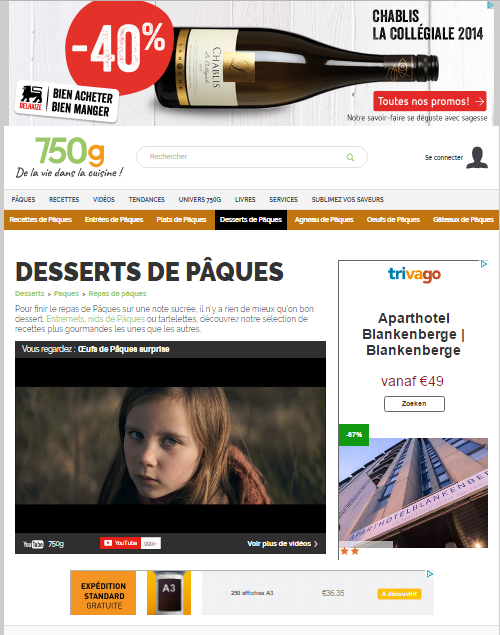 -40%
CHABLIS
LA COLLÉGIALE 2014
DELHAIZE
BIEN ACHETER
BIEN MANGER
LAROCHE
CHABLIS
Toutes nos promos!
Notre savoir-faire se déguste avec sagesse
750g
De la vie dans la cuisine !
Rechercher
Se connecter
PÂQUES RECETTES VIDÉOS TENDANCES UNIVERS 750G LIVRES SERVICES SUBLIMEZ VOS SAVEURS
Recettes de Pâques Entrées de Pâques Plats de Pâques Desserts de Pâques Agneau de Pâques Oeufs de Pâques Gâteaux de Pâques
DESSERTS DE PÂQUES
Desserts > Paques > Repas de pâques
Pour finir le repas de Pâques sur une note sucrée, il n'y a rien de mieux qu'on bon
dessert. Entremets, nids de Pâques ou tartelettes, découvrez notre sélection de
recettes plus gourmandes les unes que les autres.
Vous regardez : Œufs de Pâques surprise
YouTube 750g
YouTube 999+
Voir plus de vidéos >
trivago
Aparthotel
Blankenberge |
Blankenberge
vanaf €49
Zoeken
-87%
APARTHOTELBLANKENBERGE
EXPÉDITION
STANDARD
GRATUITE
A3
250 affiches A3
€36.35
A découvrir!